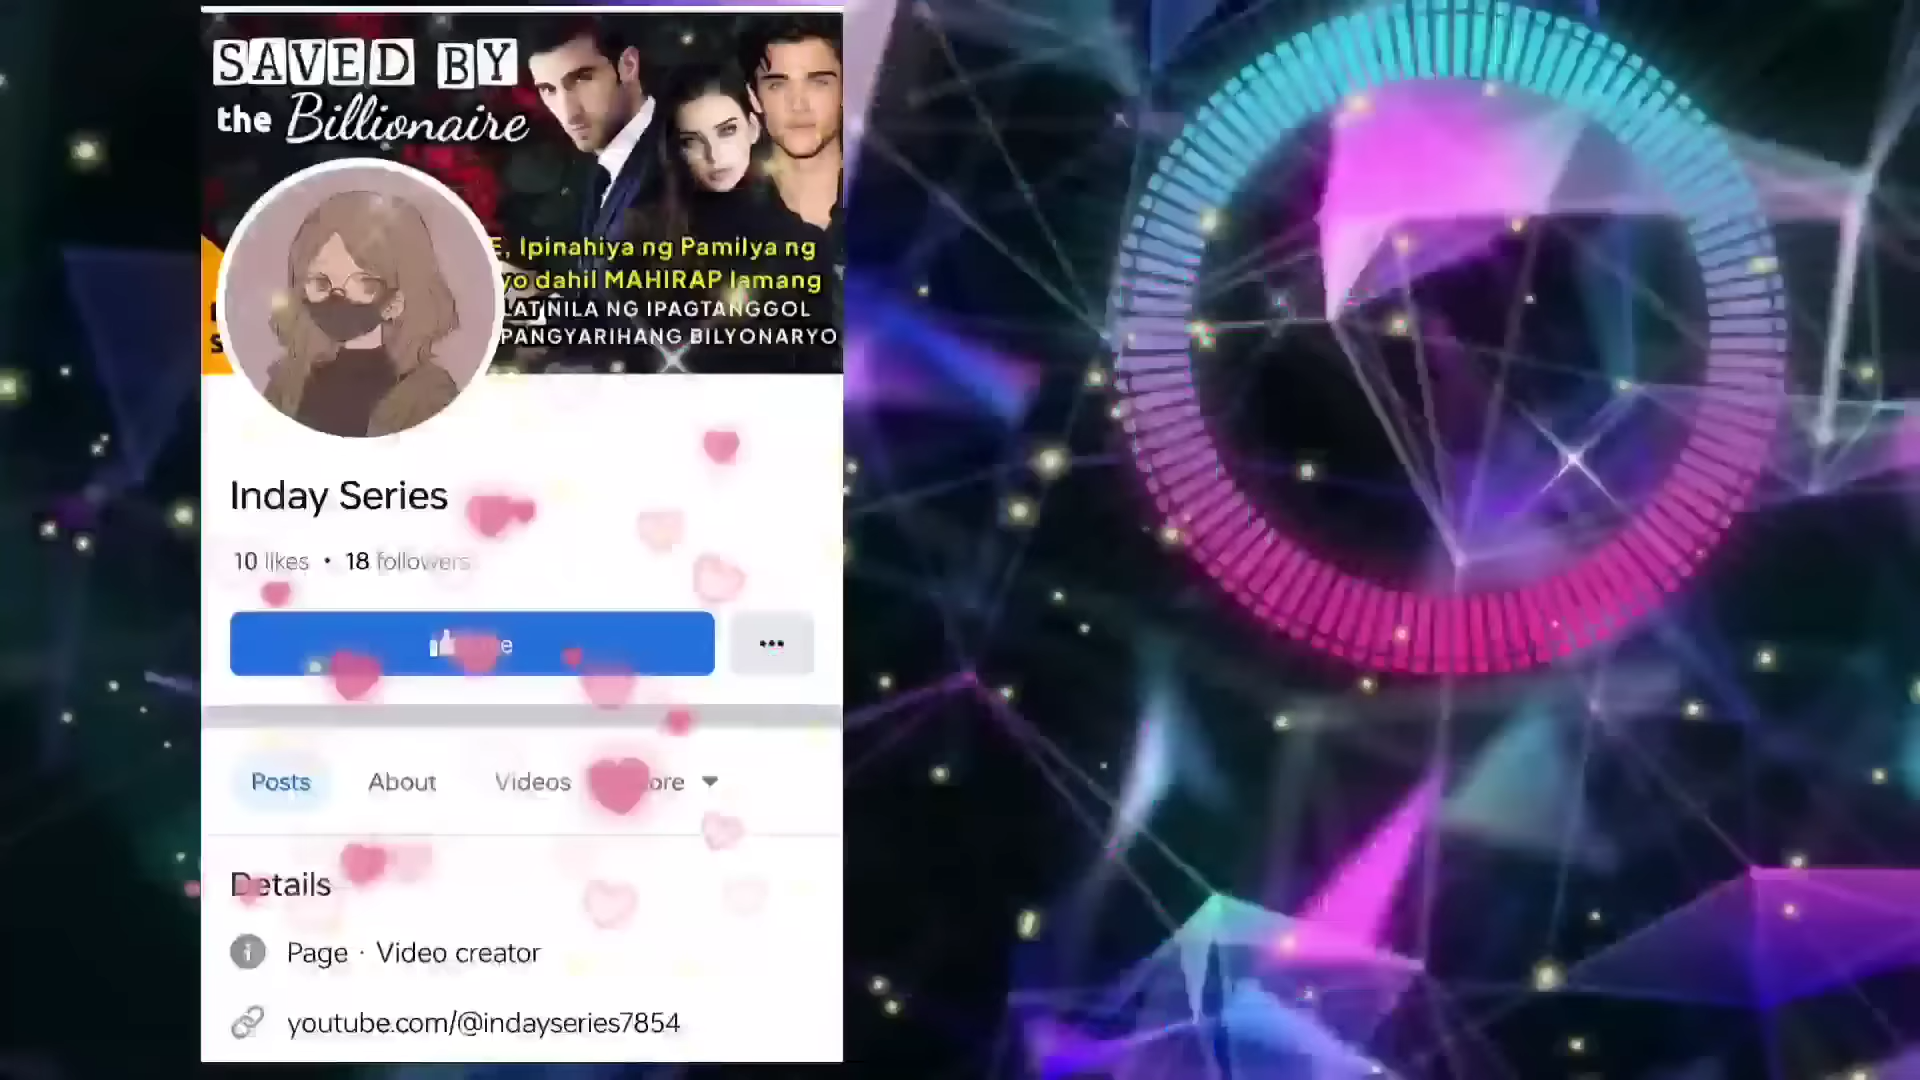 SAVED BY
the Billionaire
E, Ipinahiya ng Pamilya ng
yo dahil MAHIRAP lamang
LAT NILA NG IPAGTANGGOL
PANGYARIHANG BILYONARYO
Inday Series
10 likes • 18 followers
Posts About Videos
Details
Page · Video creator
youtube.com/@indayseries7854